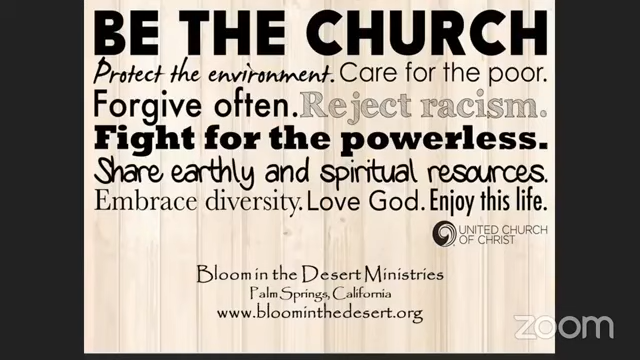 BE THE CHURCH
Protect the environment. Care for the poor.
Forgive often. Reject racism.
Fight for the powerless.
Share earthly and spiritual resources.
Embrace diversity. Love God. Enjoy this life.
UNITED CHURCH
OF CHRIST
Bloom in the Desert Ministries
Palm Springs, California
www.bloominthedesert.org
zoom